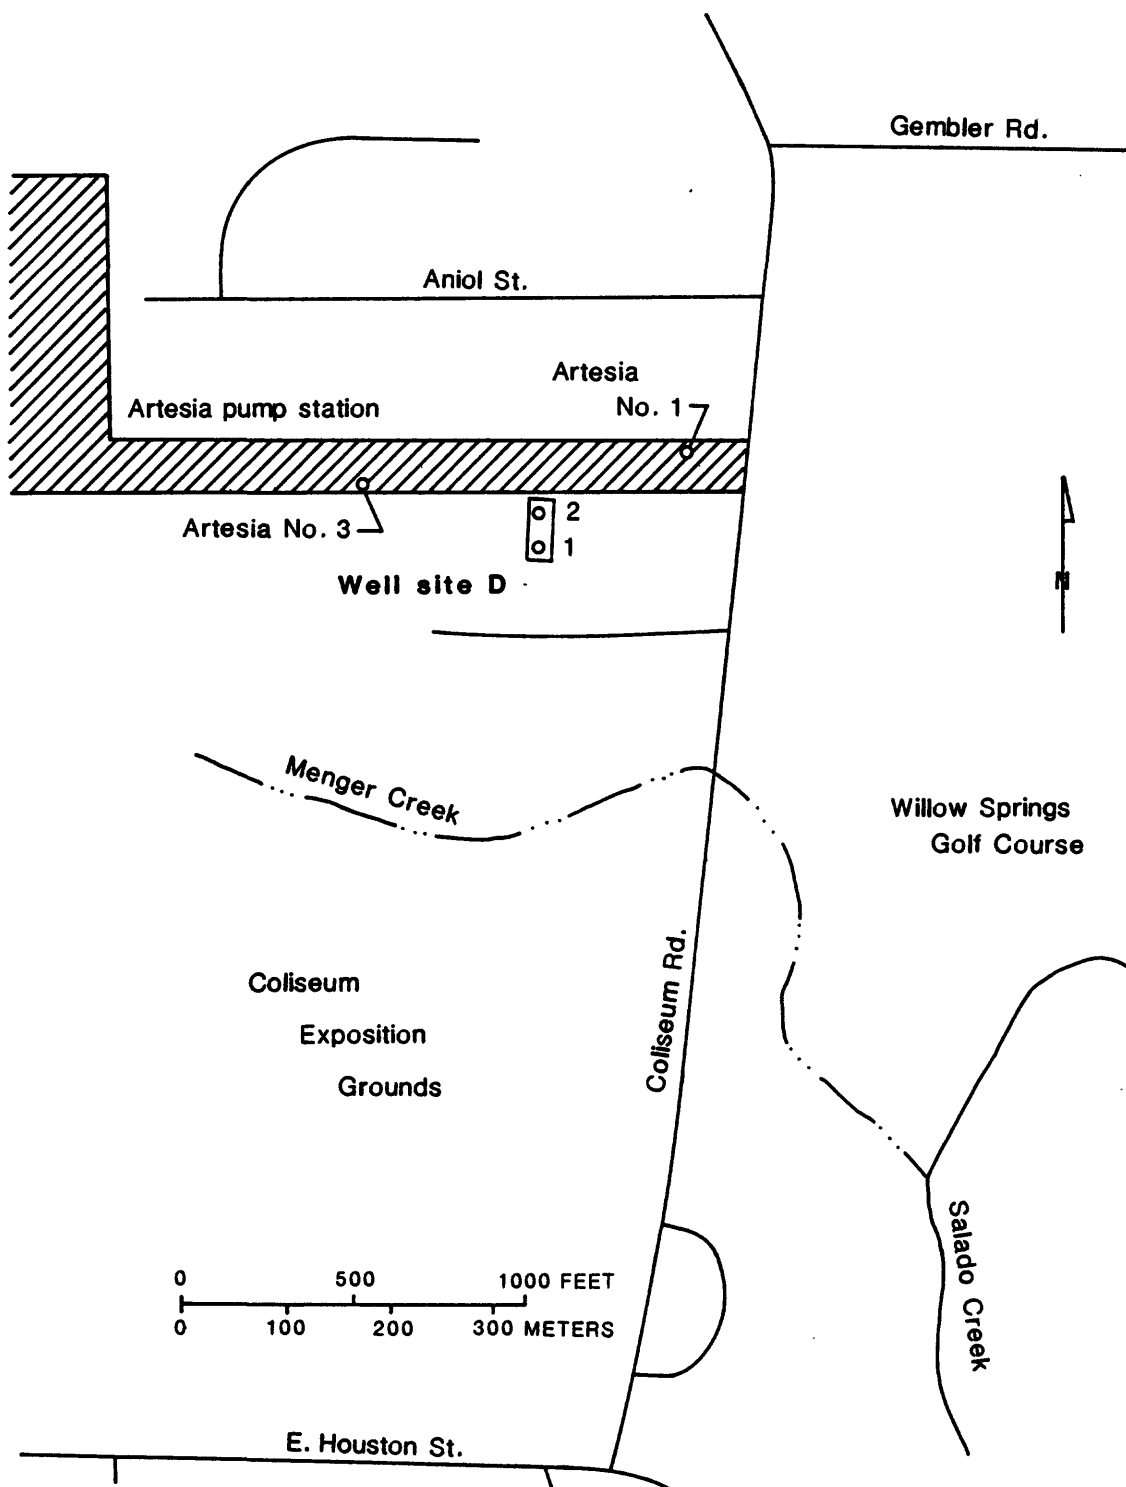 Gembler Rd.
Aniol St.
Artesia
No. 1
Artesia pump station
Artesia No. 3
2
1
Well site D
N
Menger Creek
Willow Springs
Golf Course
Coliseum Rd.
Coliseum
Exposition
Grounds
Salado Creek
0 500 1000 FEET
0 100 200 300 METERS
E. Houston St.